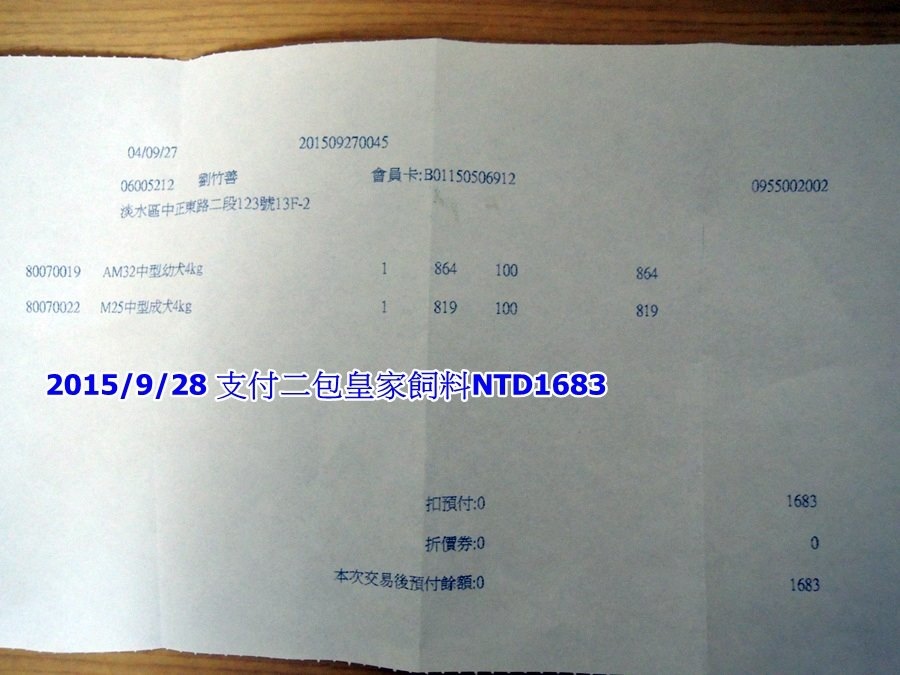 04/09/27 201509270045
06005212 劉竹善 會員卡:B01150506912 0955002002
淡水區中正東路二段123號13F-2
80070019 AM32中型幼犬4kg 1 864 100 864
80070022 M25中型成犬4kg 1 819 100 819
2015/9/28 支付二包皇家飼料NTD1683
扣預付:0 1683
折價券:0 0
本次交易後預付餘額:0 1683